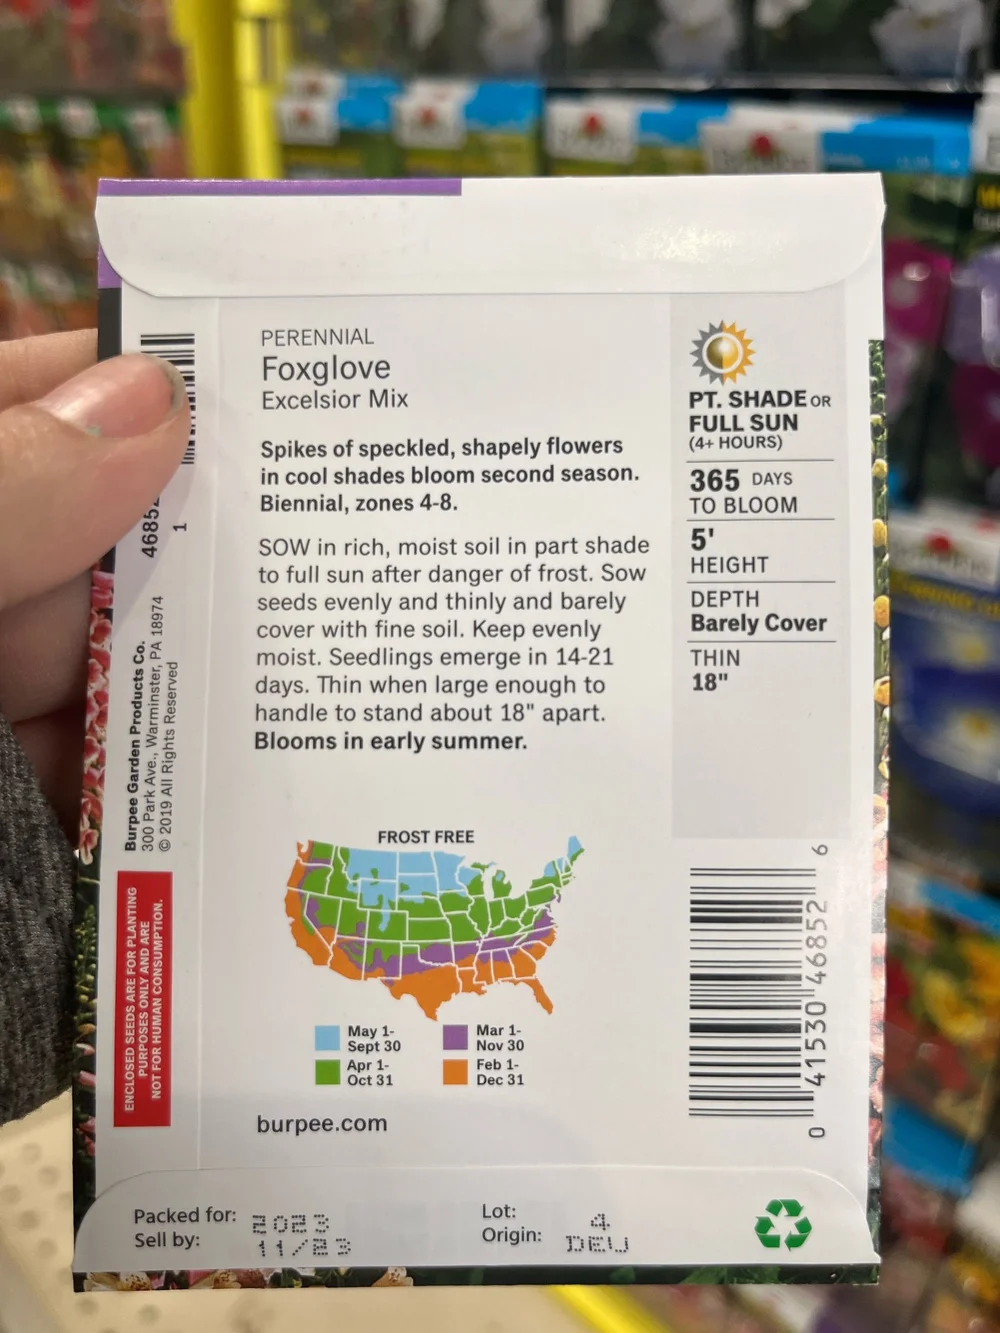 PERENNIAL
Foxglove
Excelsior Mix
Spikes of speckled, shapely flowers
in cool shades bloom second season.
Biennial, zones 4-8.
SOW in rich, moist soil in part shade
to full sun after danger of frost. Sow
seeds evenly and thinly and barely
cover with fine soil. Keep evenly
moist. Seedlings emerge in 14-21
days. Thin when large enough to
handle to stand about 18" apart.
Blooms in early summer.
PT. SHADE OR
FULL SUN
(4+ HOURS)
365 DAYS
TO BLOOM
5'
HEIGHT
DEPTH
Barely Cover
THIN
18"
46852
1
Burpee Garden Products Co.
300 Park Ave., Warminster, PA 18974
© 2019 All Rights Reserved
ENCLOSED SEEDS ARE FOR PLANTING
PURPOSES ONLY AND ARE
NOT FOR HUMAN CONSUMPTION.
FROST FREE
May 1-
Sept 30
Mar 1-
Nov 30
Apr 1-
Oct 31
Feb 1-
Dec 31
burpee.com
0 41530 46852 6
Packed for: 2023
Sell by: 11/23
Lot: 4
Origin: DEU